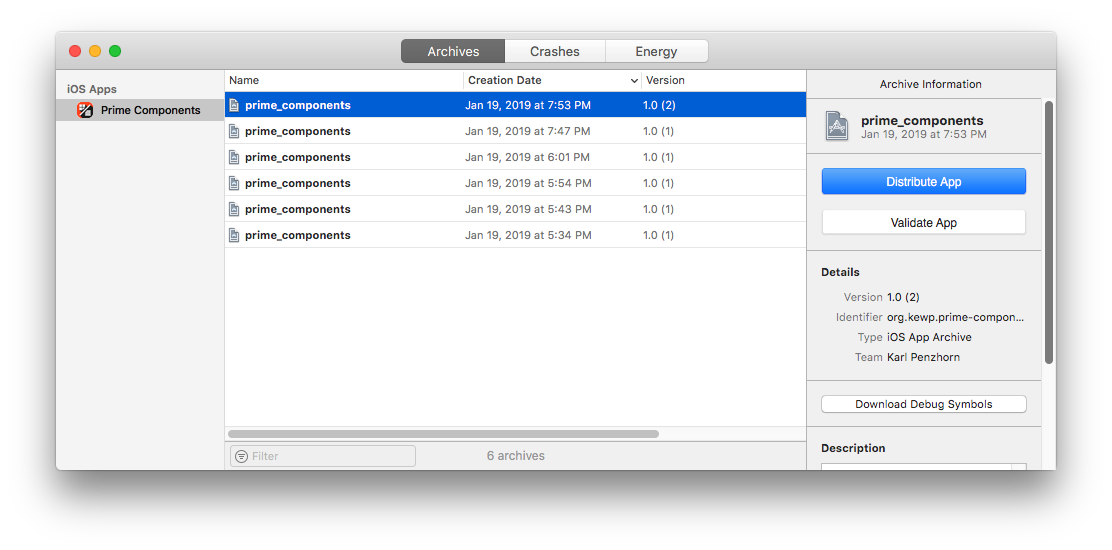 Archives Crashes Energy
iOS Apps
Prime Components
Name Creation Date Version
prime_components Jan 19, 2019 at 7:53 PM 1.0 (2)
prime_components Jan 19, 2019 at 7:47 PM 1.0 (1)
prime_components Jan 19, 2019 at 6:01 PM 1.0 (1)
prime_components Jan 19, 2019 at 5:54 PM 1.0 (1)
prime_components Jan 19, 2019 at 5:43 PM 1.0 (1)
prime_components Jan 19, 2019 at 5:34 PM 1.0 (1)
Filter 6 archives
Archive Information
prime_components
Jan 19, 2019 at 7:53 PM
Distribute App
Validate App
Details
Version 1.0 (2)
Identifier org.kewp.prime-compon...
Type iOS App Archive
Team Karl Penzhorn
Download Debug Symbols
Description